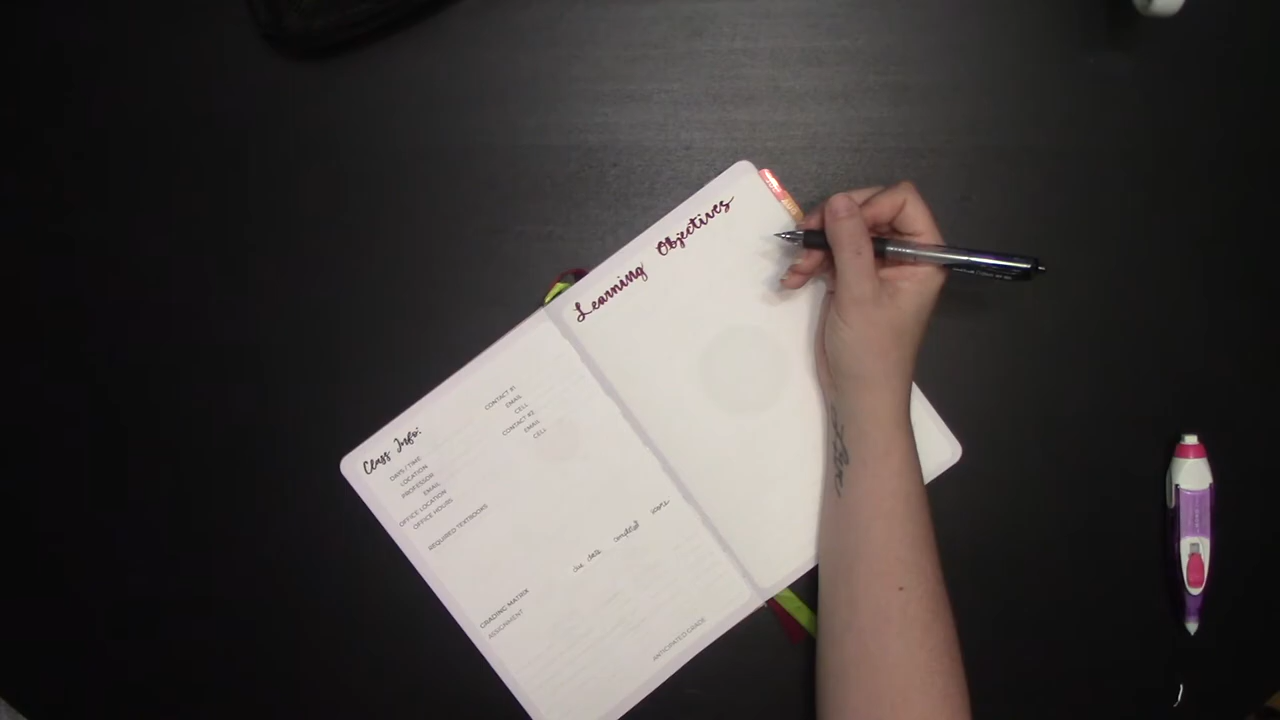 Class Info:
DAYS / TIME
LOCATION
PROFESSOR
EMAIL
OFFICE LOCATION
OFFICE HOURS
CONTACT #1
EMAIL
CELL
CONTACT #2
EMAIL
CELL
REQUIRED TEXTBOOKS
GRADING MATRIX
ASSIGNMENT
due date completed score
ANTICIPATED GRADE
Learning Objectives
AUG